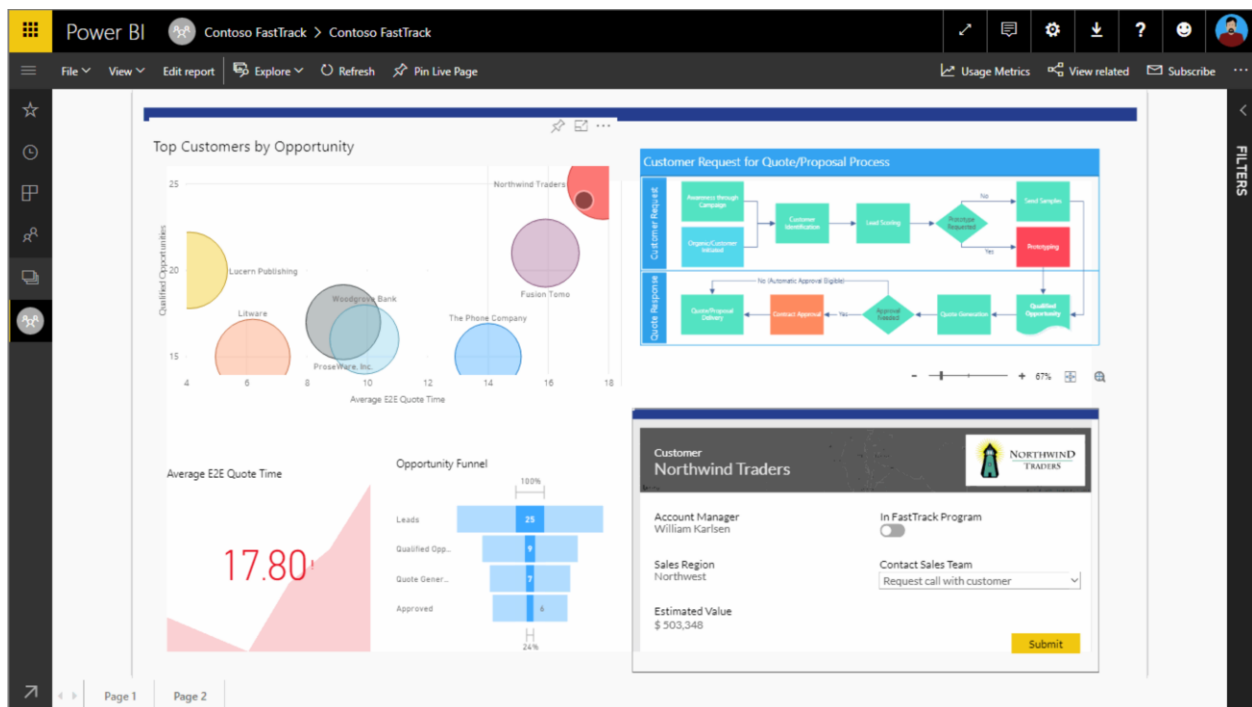 Power BI Contoso FastTrack > Contoso FastTrack
File View Edit report Explore Refresh Pin Live Page Usage Metrics View related Subscribe
FILTERS
Top Customers by Opportunity
Qualified Opportunities
25
20
15
Northwind Traders
Lucern Publishing
Fusion Tomo
Woodgrove Bank
Litware
The Phone Company
ProseWare, Inc.
4 6 8 10 12 14 16 18
Average E2E Quote Time
Customer Request for Quote/Proposal Process
Customer Request
Awareness through
Campaign
Organic/Customer
Initiated
Customer
Identification
Lead Scoring
Prototype
Requested
No
Send Samples
Yes
Prototyping
Quote Response
No (Automatic Approval Eligible)
Quote/Proposal
Delivery
Contract Approval
Yes
Approval
Needed
Quote Generation
Qualified
Opportunity
- + 67%
Average E2E Quote Time
17.80!
Opportunity Funnel
100%
Leads 25
Qualified Opp... 9
Quote Gener... 7
Approved 6
24%
Customer
Northwind Traders
NORTHWIND
TRADERS
Account Manager
William Karlsen
In FastTrack Program
Sales Region
Northwest
Contact Sales Team
Request call with customer
Estimated Value
$ 503,348
Submit
Page 1 Page 2